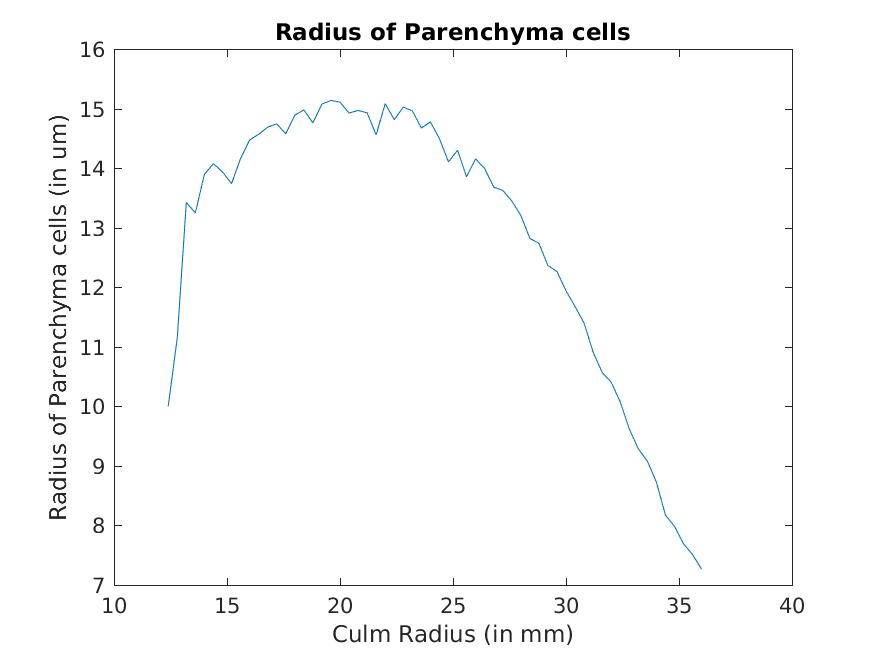 Radius of Parenchyma cells
Radius of Parenchyma cells (in um)
16
15
14
13
12
11
10
9
8
7
10 15 20 25 30 35 40
Culm Radius (in mm)